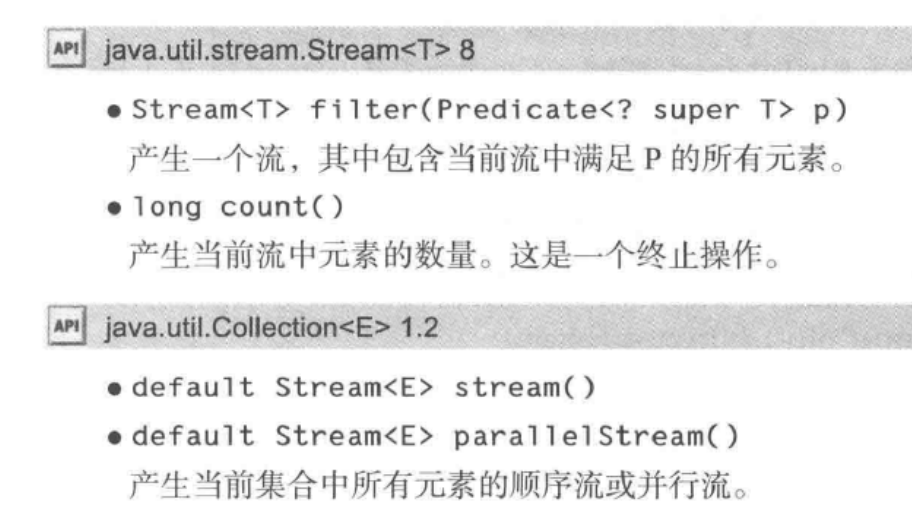 API java.util.stream.Stream<T> 8
● Stream<T> filter(Predicate<? super T> p)
产生一个流，其中包含当前流中满足 P 的所有元素。
● long count()
产生当前流中元素的数量。这是一个终止操作。
API java.util.Collection<E> 1.2
● default Stream<E> stream()
● default Stream<E> parallelStream()
产生当前集合中所有元素的顺序流或并行流。